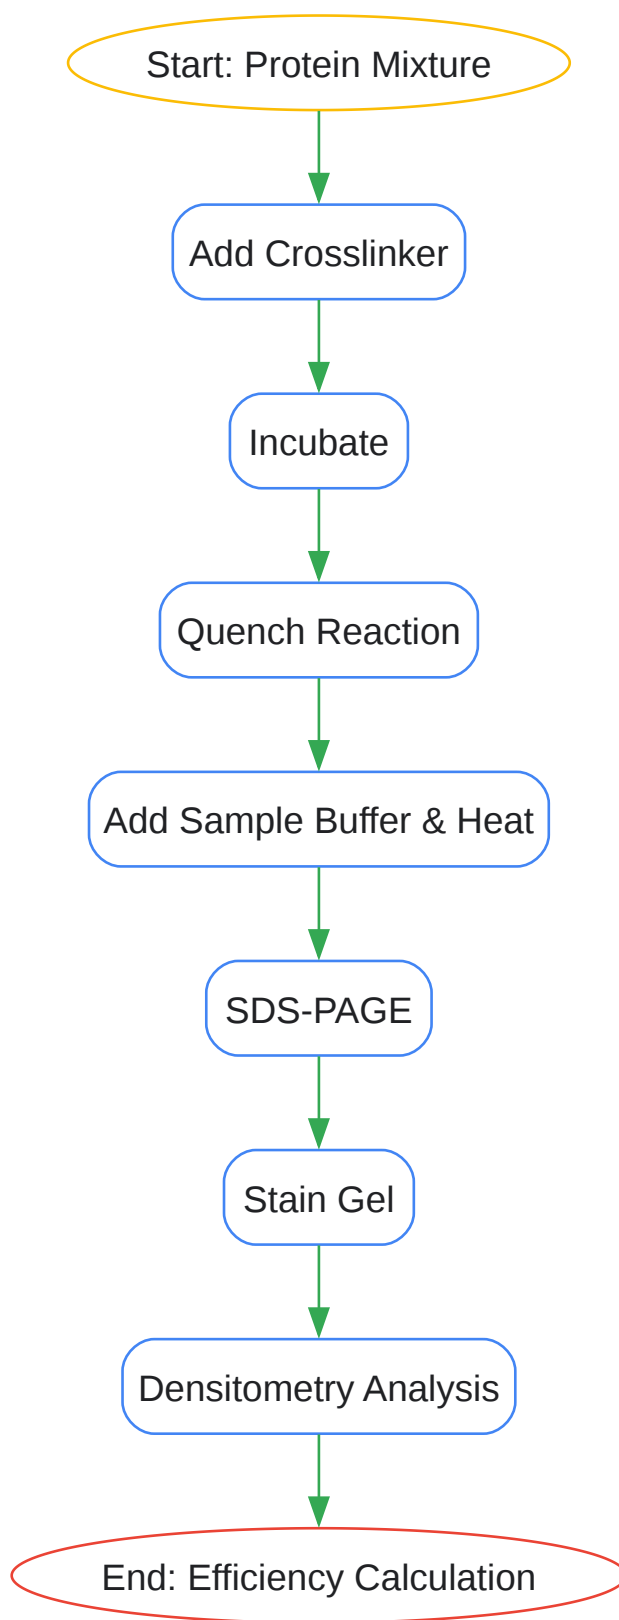 Start: Protein Mixture
Add Crosslinker
Incubate
Quench Reaction
Add Sample Buffer & Heat
SDS-PAGE
Stain Gel
Densitometry Analysis
End: Efficiency Calculation